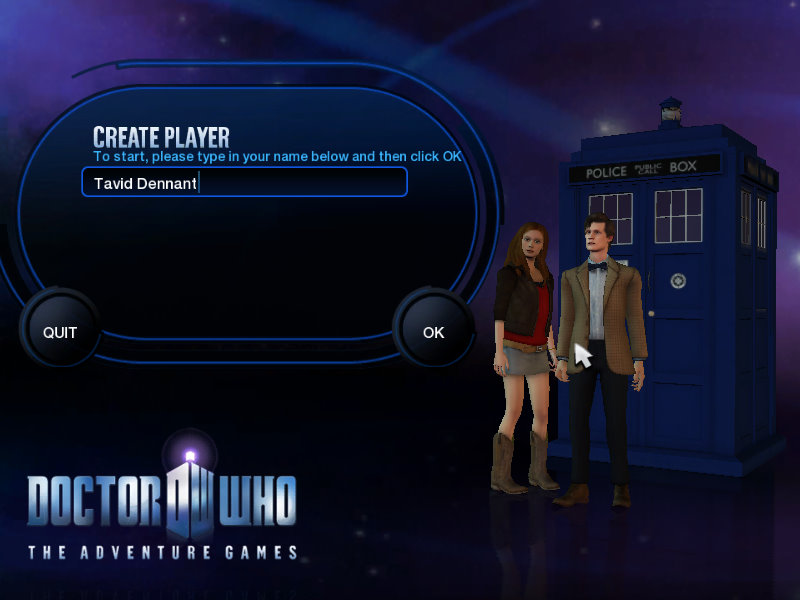 CREATE PLAYER
To start, please type in your name below and then click OK
Tavid Dennant
QUIT
OK
POLICE PUBLIC CALL BOX
DOCTOR WHO
THE ADVENTURE GAMES